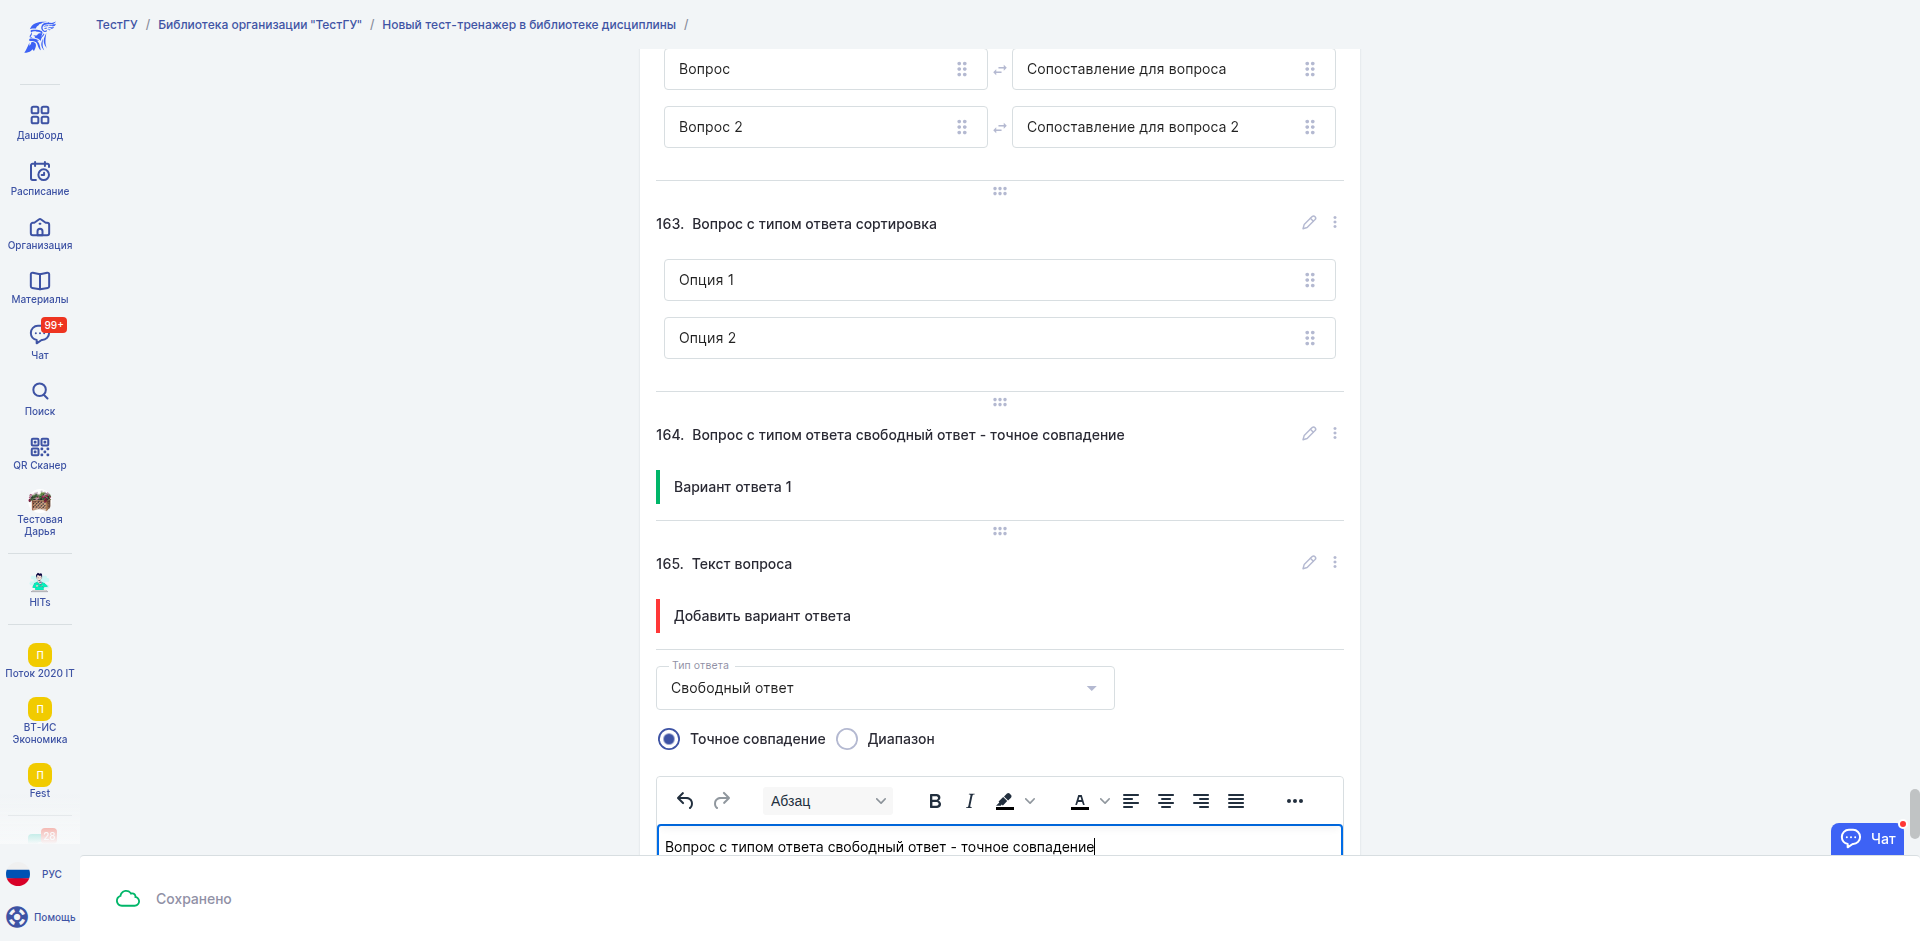 ТестГУ / Библиотека организации "ТестГУ" / Новый тест-тренажер в библиотеке дисциплины /
Дашборд
Расписание
Организация
Материалы
99+
Чат
Поиск
QR Сканер
Тестовая
Дарья
HITs
П
Поток 2020 IT
П
ВТ-ИС
Экономика
П
Fest
28
РУС
Помощь
Вопрос
Сопоставление для вопроса
Вопрос 2
Сопоставление для вопроса 2
163. Вопрос с типом ответа сортировка
Опция 1
Опция 2
164. Вопрос с типом ответа свободный ответ - точное совпадение
Вариант ответа 1
165. Текст вопроса
Добавить вариант ответа
Тип ответа
Свободный ответ
Точное совпадение
Диапазон
Абзац
Вопрос с типом ответа свободный ответ - точное совпадение
Чат
Сохранено